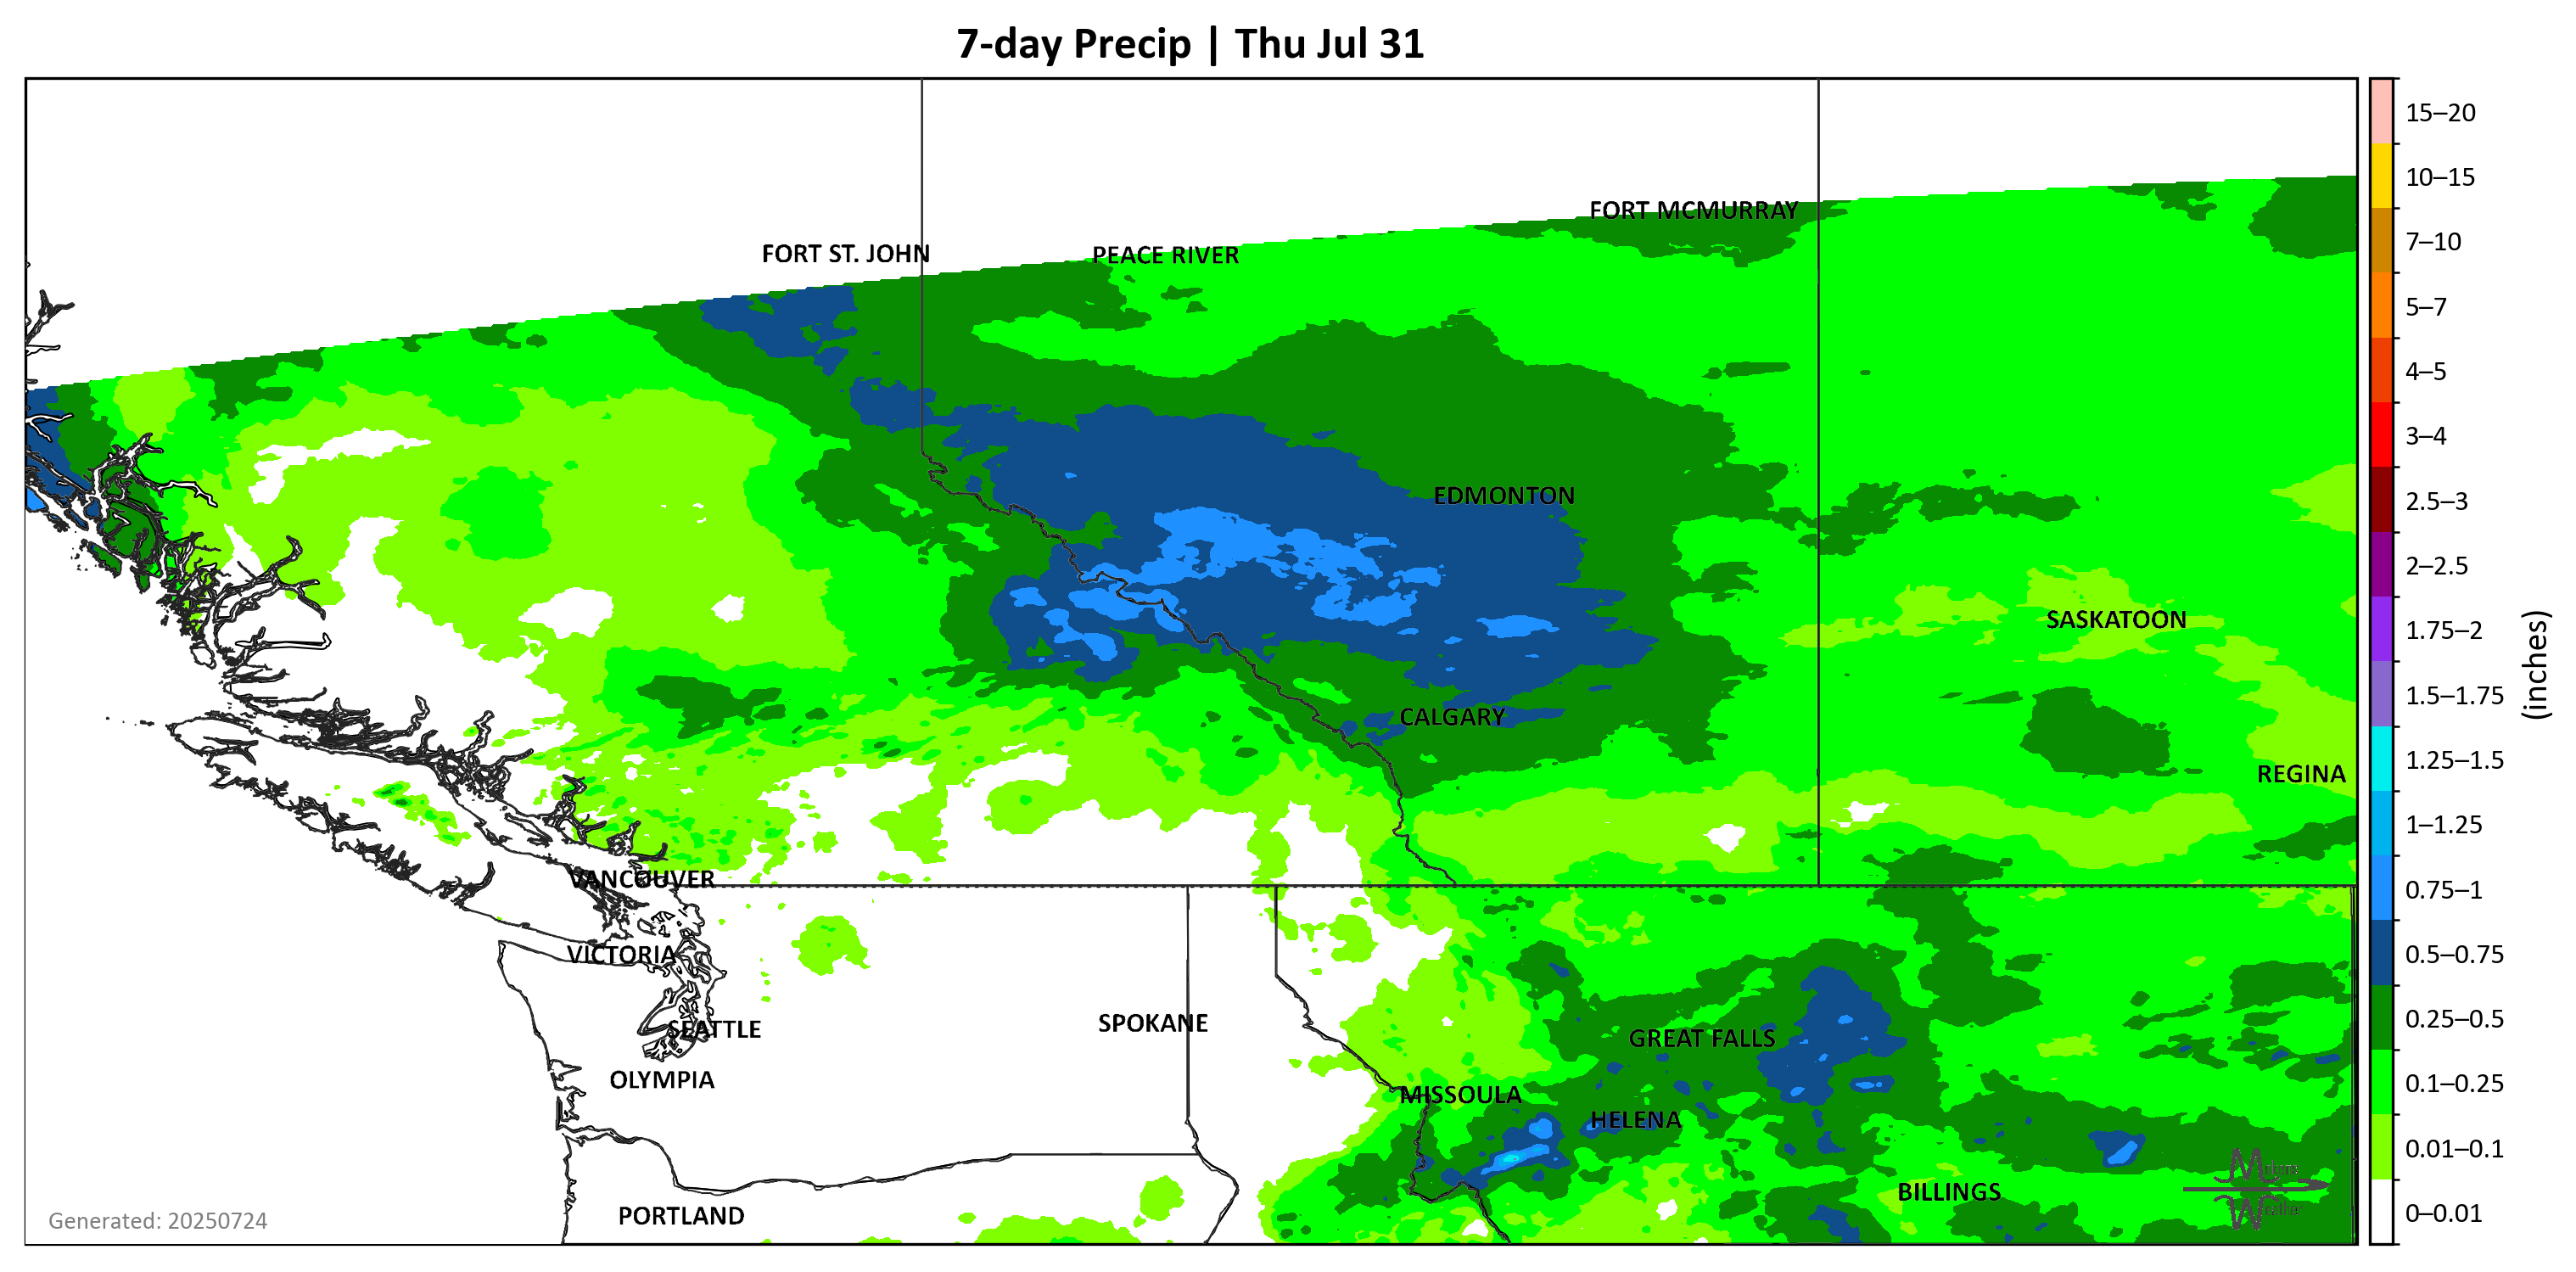 7-day Precip | Thu Jul 31
15–20
10–15
7–10
5–7
4–5
3–4
2.5–3
2–2.5
1.75–2
1.5–1.75
1.25–1.5
1–1.25
0.75–1
0.5–0.75
0.25–0.5
0.1–0.25
0.01–0.1
0–0.01
(inches)
FORT MCMURRAY
FORT ST. JOHN
PEACE RIVER
EDMONTON
SASKATOON
CALGARY
REGINA
VANCOUVER
VICTORIA
SPOKANE
SEATTLE
GREAT FALLS
OLYMPIA
MISSOULA
HELENA
BILLINGS
PORTLAND
Generated: 20250724